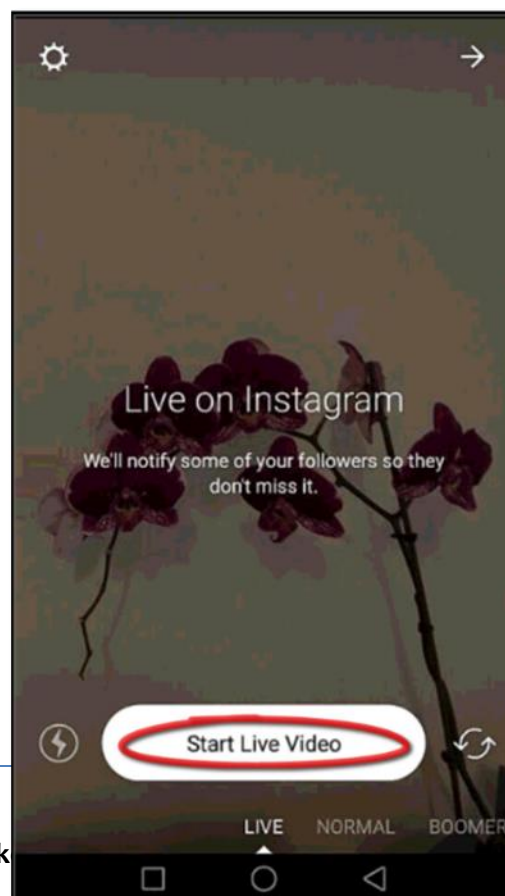 Live on Instagram
We'll notify some of your followers so they
don't miss it.
Start Live Video
LIVE NORMAL BOOMER
k